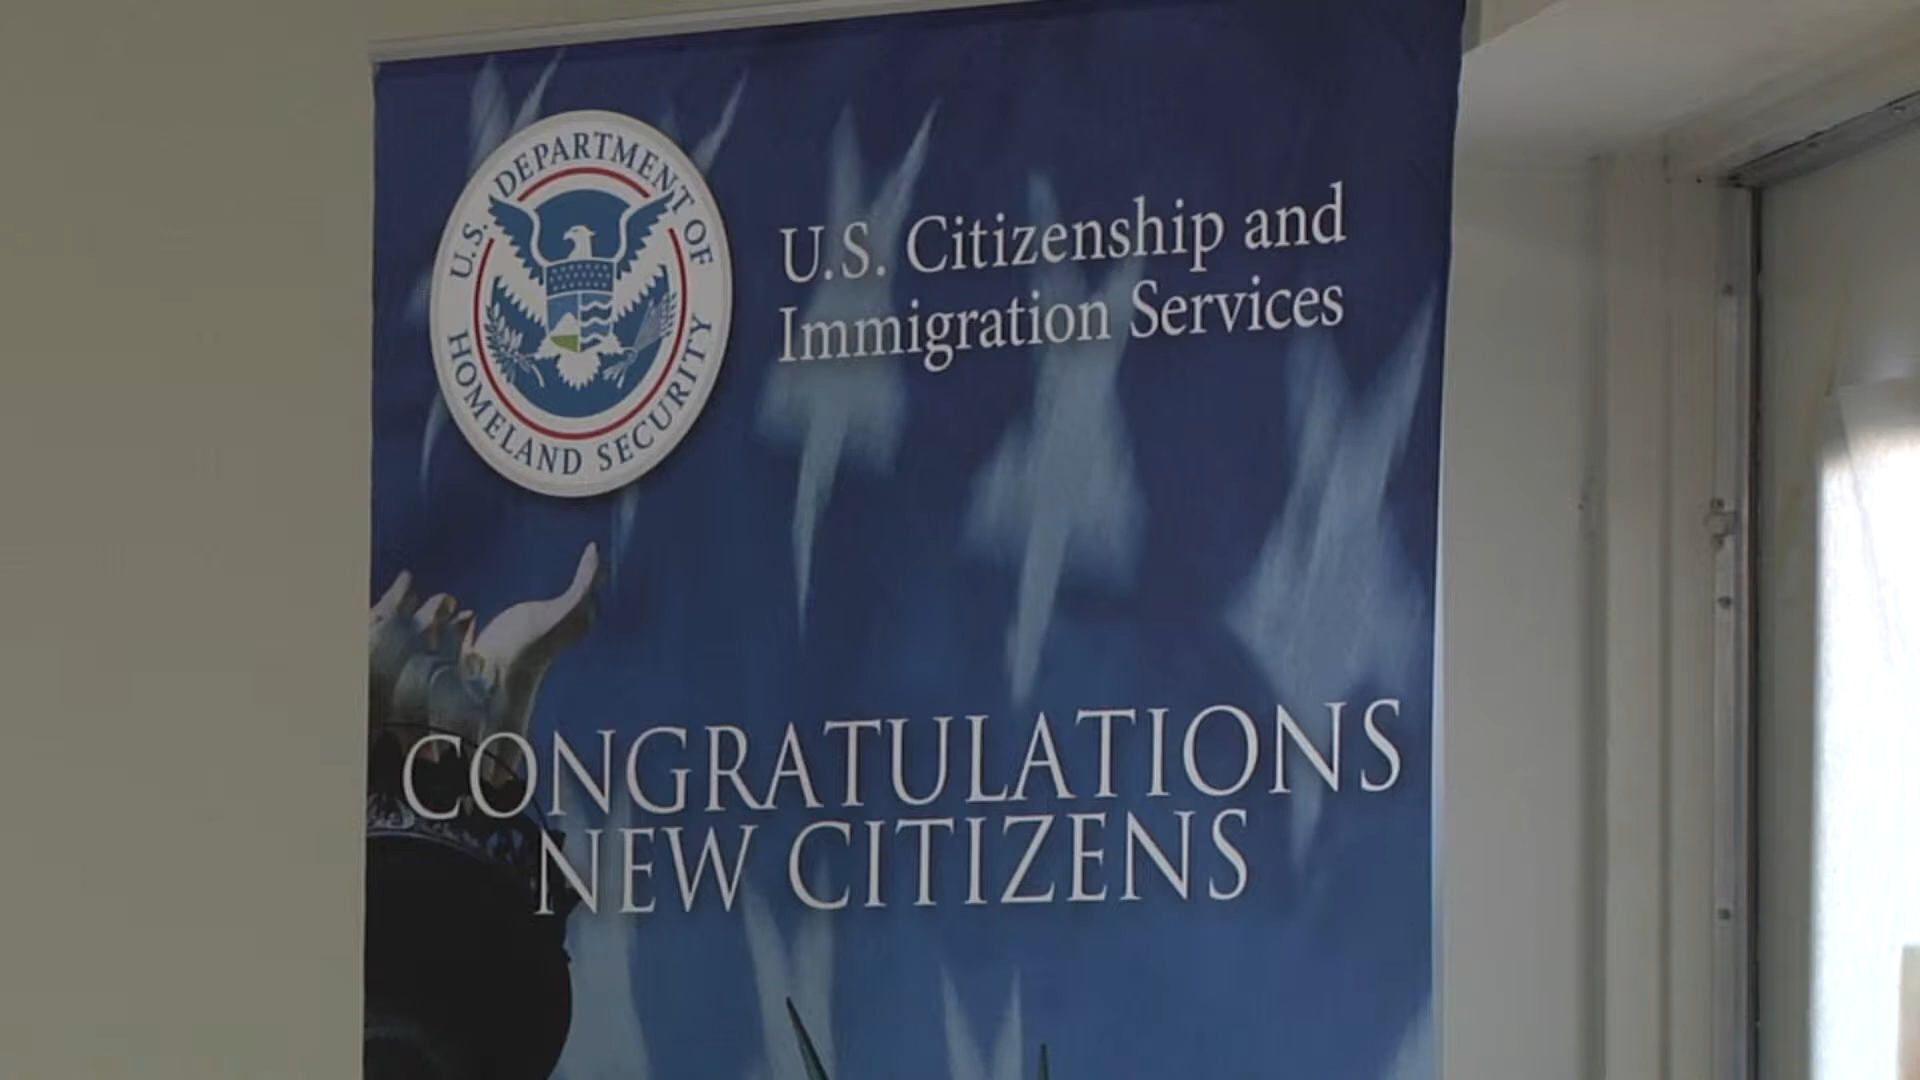 U.S. DEPARTMENT OF
HOMELAND SECURITY
U.S. Citizenship and
Immigration Services
CONGRATULATIONS
NEW CITIZENS